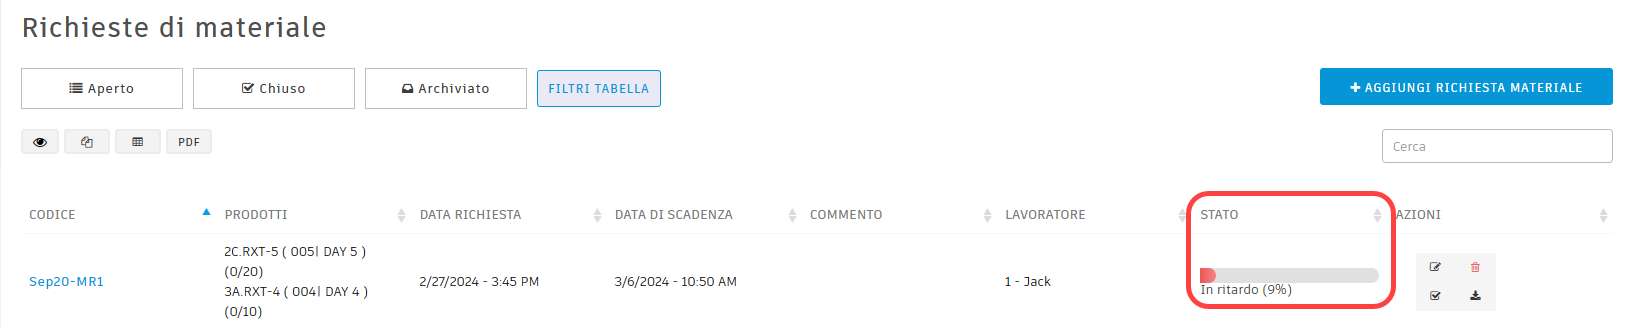 Richieste di materiale
Aperto
Chiuso
Archiviato
FILTRI TABELLA
AGGIUNGI RICHIESTA MATERIALE
PDF
Cerca
CODICE PRODOTTI DATA RICHIESTA DATA DI SCADENZA COMMENTO LAVORATORE STATO AZIONI
2C.RXT-5 ( 005| DAY 5 )
(0/20)
3A.RXT-4 ( 004| DAY 4 )
(0/10)
Sep20-MR1 2/27/2024 - 3:45 PM 3/6/2024 - 10:50 AM 1 - Jack
In ritardo (9%)